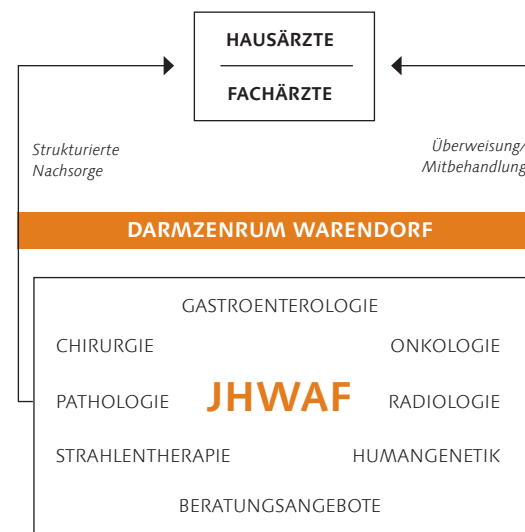 HAUSÄRZTE
FACHÄRZTE
Strukturierte
Nachsorge
Überweisung/
Mitbehandlung
DARMZENRUM WARENDORF
GASTROENTEROLOGIE
CHIRURGIE
ONKOLOGIE
PATHOLOGIE
JHWAF
RADIOLOGIE
STRAHLENTHERAPIE
HUMANGENETIK
BERATUNGSANGEBOTE